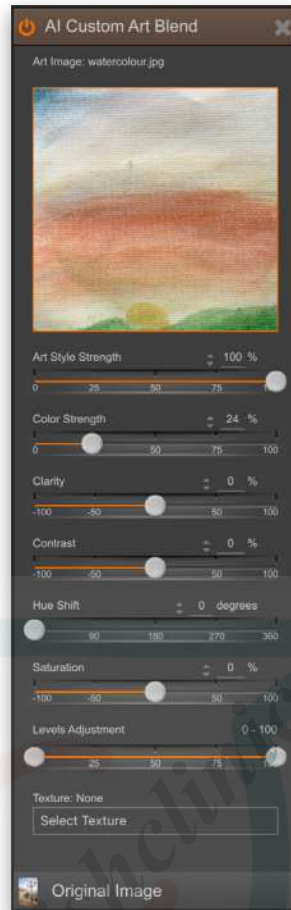 AI Custom Art Blend
Art Image: watercolour.jpg
Art Style Strength 100 %
0 25 50 75
Color Strength 24 %
0 50 75 100
Clarity 0 %
-100 -50 50 100
Contrast 0 %
-100 -50 50 100
Hue Shift 0 degrees
90 180 270 360
Saturation 0 %
-100 -50 50 100
Levels Adjustment 0 - 100
25 50 75
Texture: None
Select Texture
Original Image